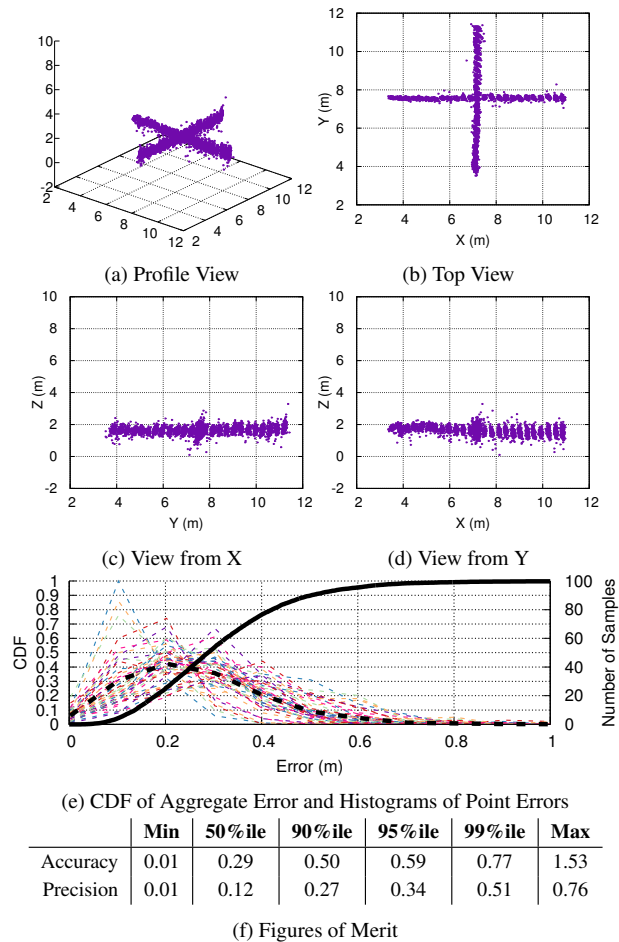 10
8
6
4
2
0
-2
2
4
6
8
10
12
2
4
6
8
10
12
(a) Profile View
12
10
8
6
4
2
Y (m)
2 4 6 8 10 12
X (m)
(b) Top View
10
8
6
4
2
0
-2
Z (m)
2 4 6 8 10 12
Y (m)
(c) View from X
10
8
6
4
2
0
-2
Z (m)
2 4 6 8 10 12
X (m)
(d) View from Y
1
0.9
0.8
0.7
0.6
0.5
0.4
0.3
0.2
0.1
0
CDF
100
80
60
40
20
0
Number of Samples
0 0.2 0.4 0.6 0.8 1
Error (m)
(e) CDF of Aggregate Error and Histograms of Point Errors
Min 50%ile 90%ile 95%ile 99%ile Max
Accuracy 0.01 0.29 0.50 0.59 0.77 1.53
Precision 0.01 0.12 0.27 0.34 0.51 0.76
(f) Figures of Merit